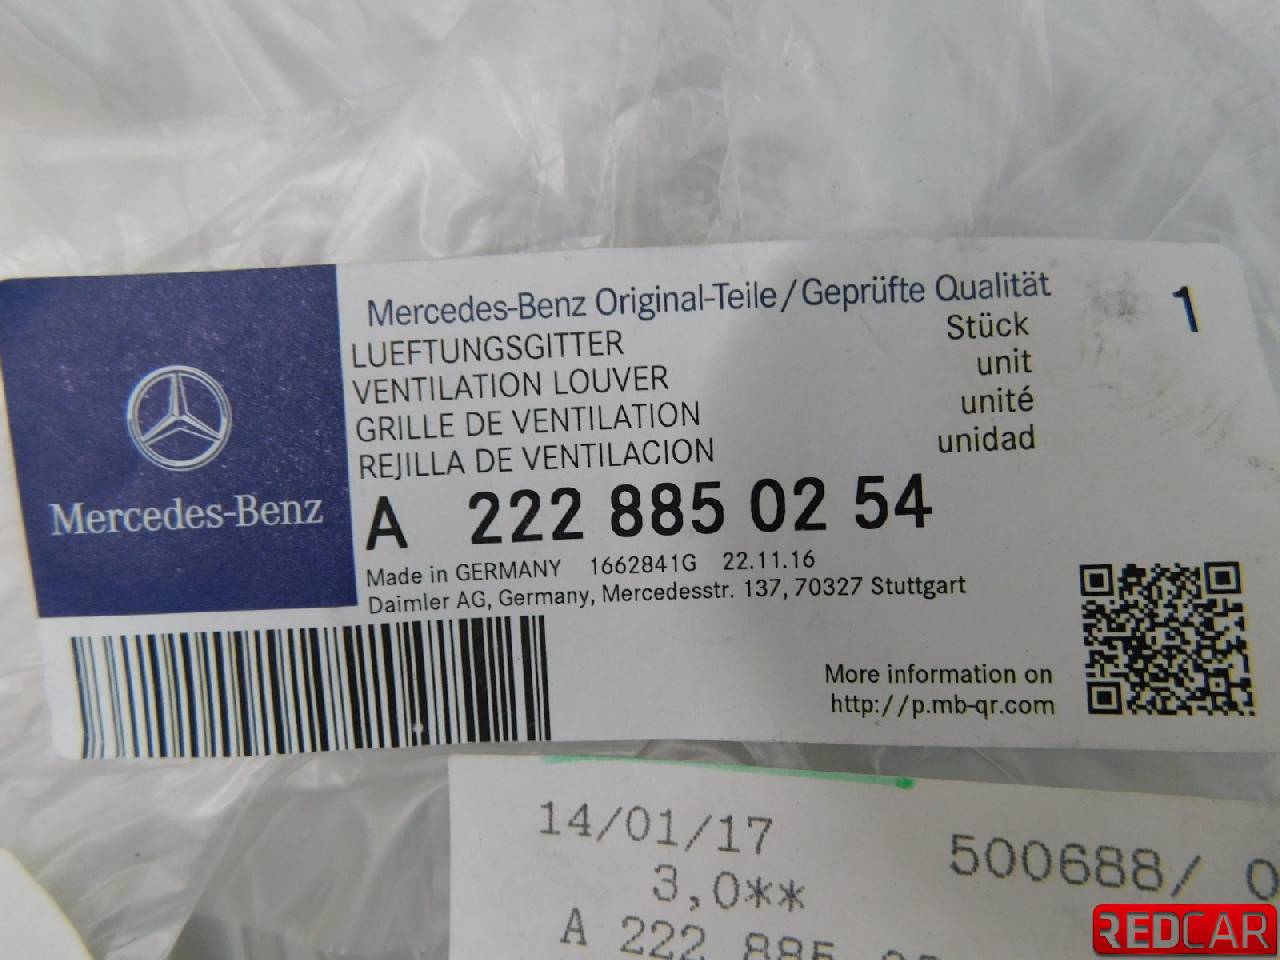 Mercedes-Benz
Mercedes-Benz Original-Teile/Geprüfte Qualität
LUEFTUNGSGITTER Stück 1
VENTILATION LOUVER unit
GRILLE DE VENTILATION unité
REJILLA DE VENTILACION unidad
A 222 885 02 54
Made in GERMANY 1662841G 22.11.16
Daimler AG, Germany, Mercedesstr. 137, 70327 Stuttgart
More information on
http://p.mb-qr.com
14/01/17 500688/ 0
3,0**
A 222 885
REDCAR